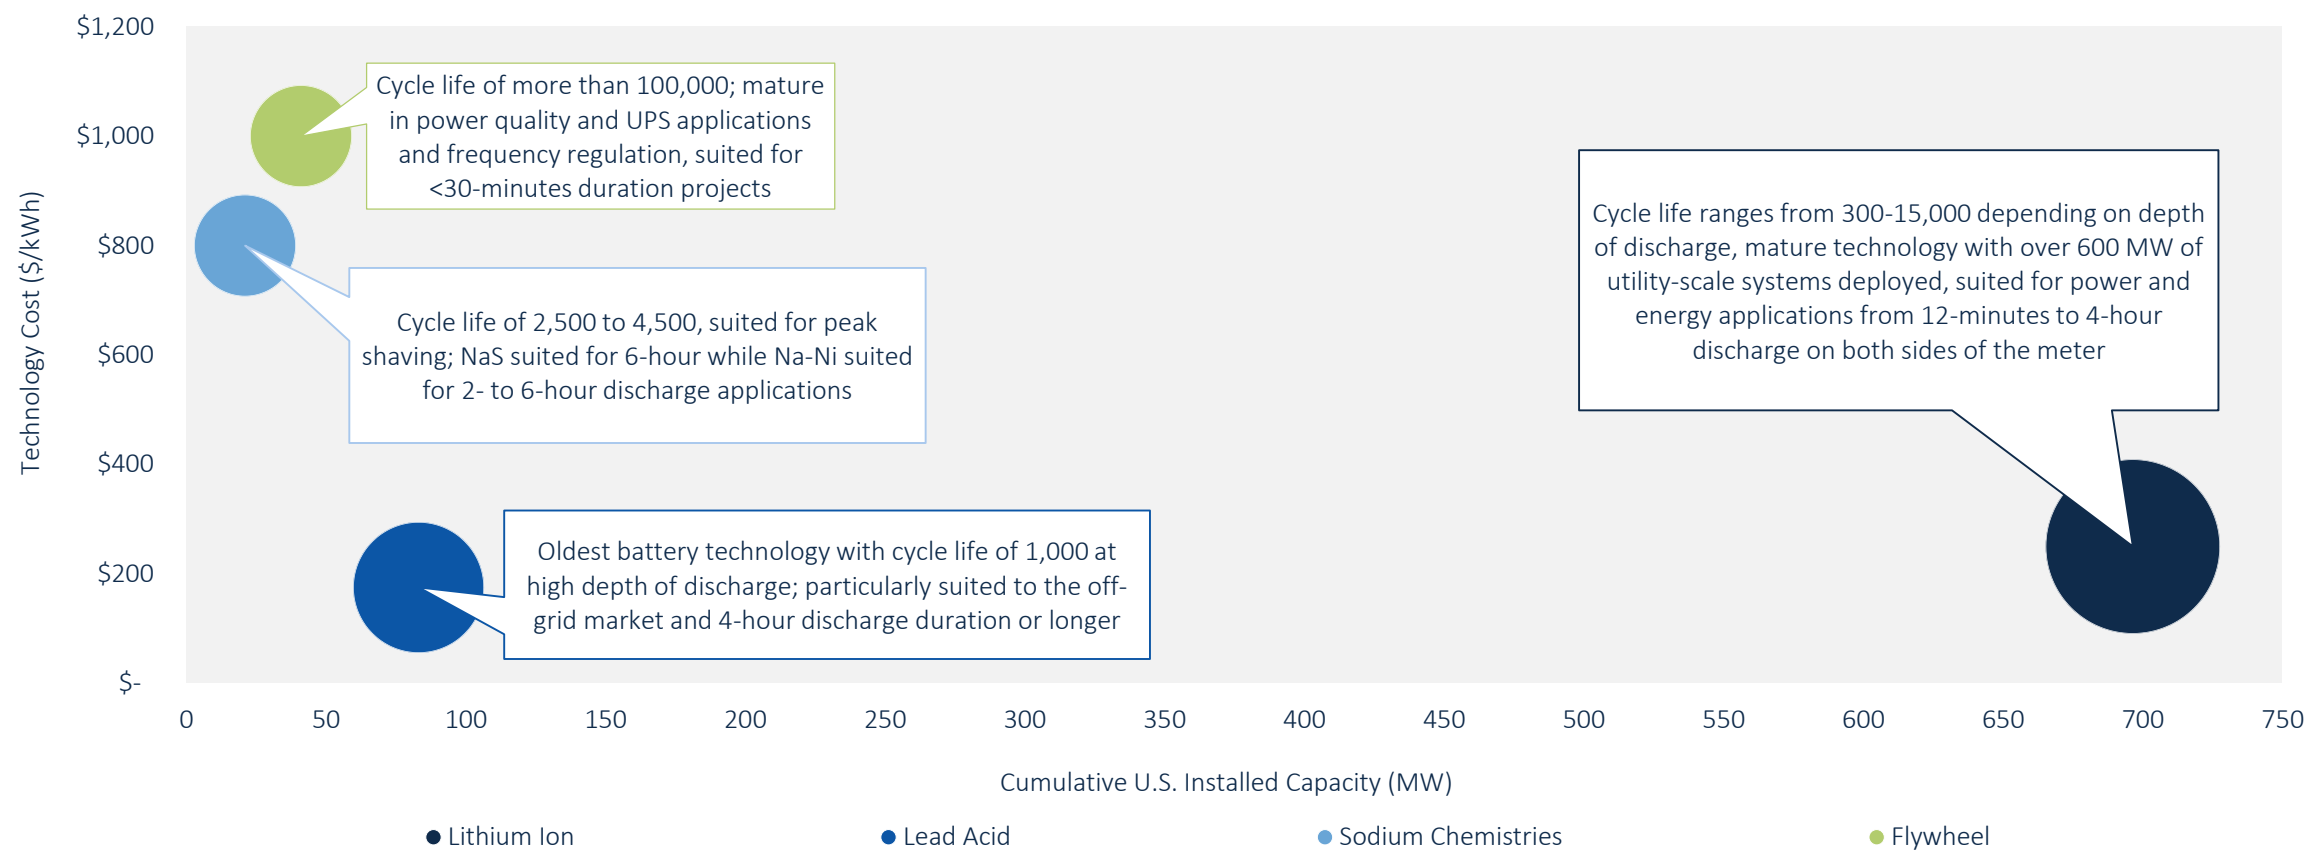 $1,200
$1,000
$800
$600
$400
$200
$-
Technology Cost ($/kWh)
Cycle life of more than 100,000; mature
in power quality and UPS applications
and frequency regulation, suited for
<30-minutes duration projects
Cycle life of 2,500 to 4,500, suited for peak
shaving; NaS suited for 6-hour while Na-Ni suited
for 2- to 6-hour discharge applications
Oldest battery technology with cycle life of 1,000 at
high depth of discharge; particularly suited to the off-
grid market and 4-hour discharge duration or longer
Cycle life ranges from 300-15,000 depending on depth
of discharge, mature technology with over 600 MW of
utility-scale systems deployed, suited for power and
energy applications from 12-minutes to 4-hour
discharge on both sides of the meter
0 50 100 150 200 250 300 350 400 450 500 550 600 650 700 750
Cumulative U.S. Installed Capacity (MW)
Lithium Ion Lead Acid Sodium Chemistries Flywheel